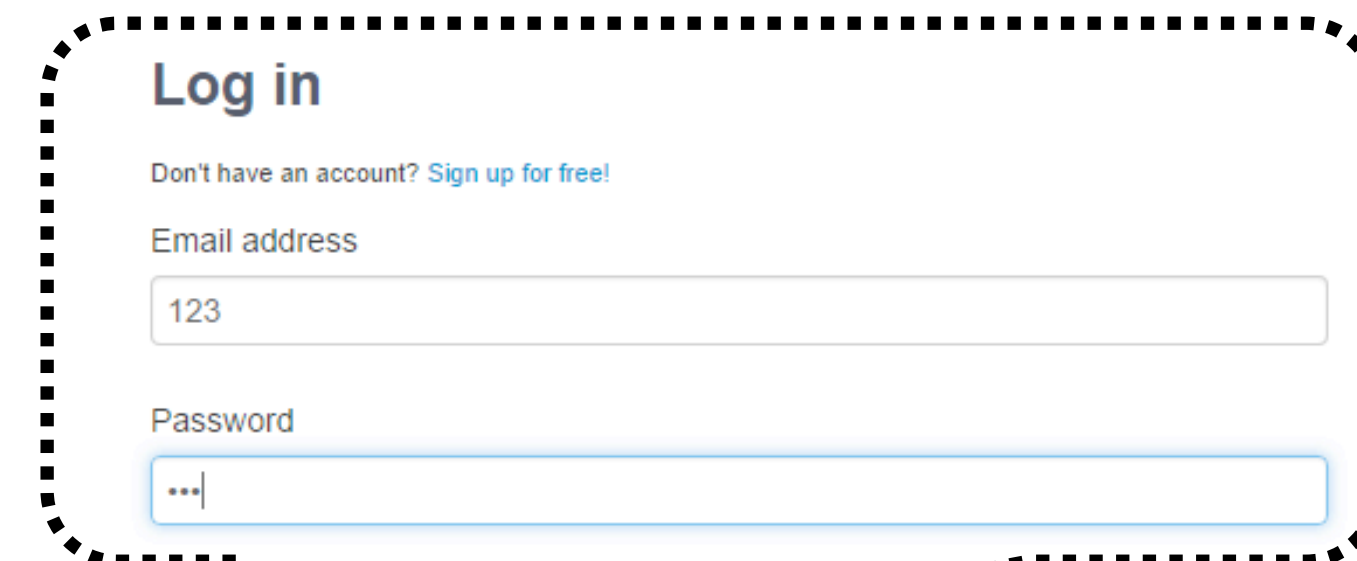 Log in
Don't have an account? Sign up for free!
Email address
123
Password
•••